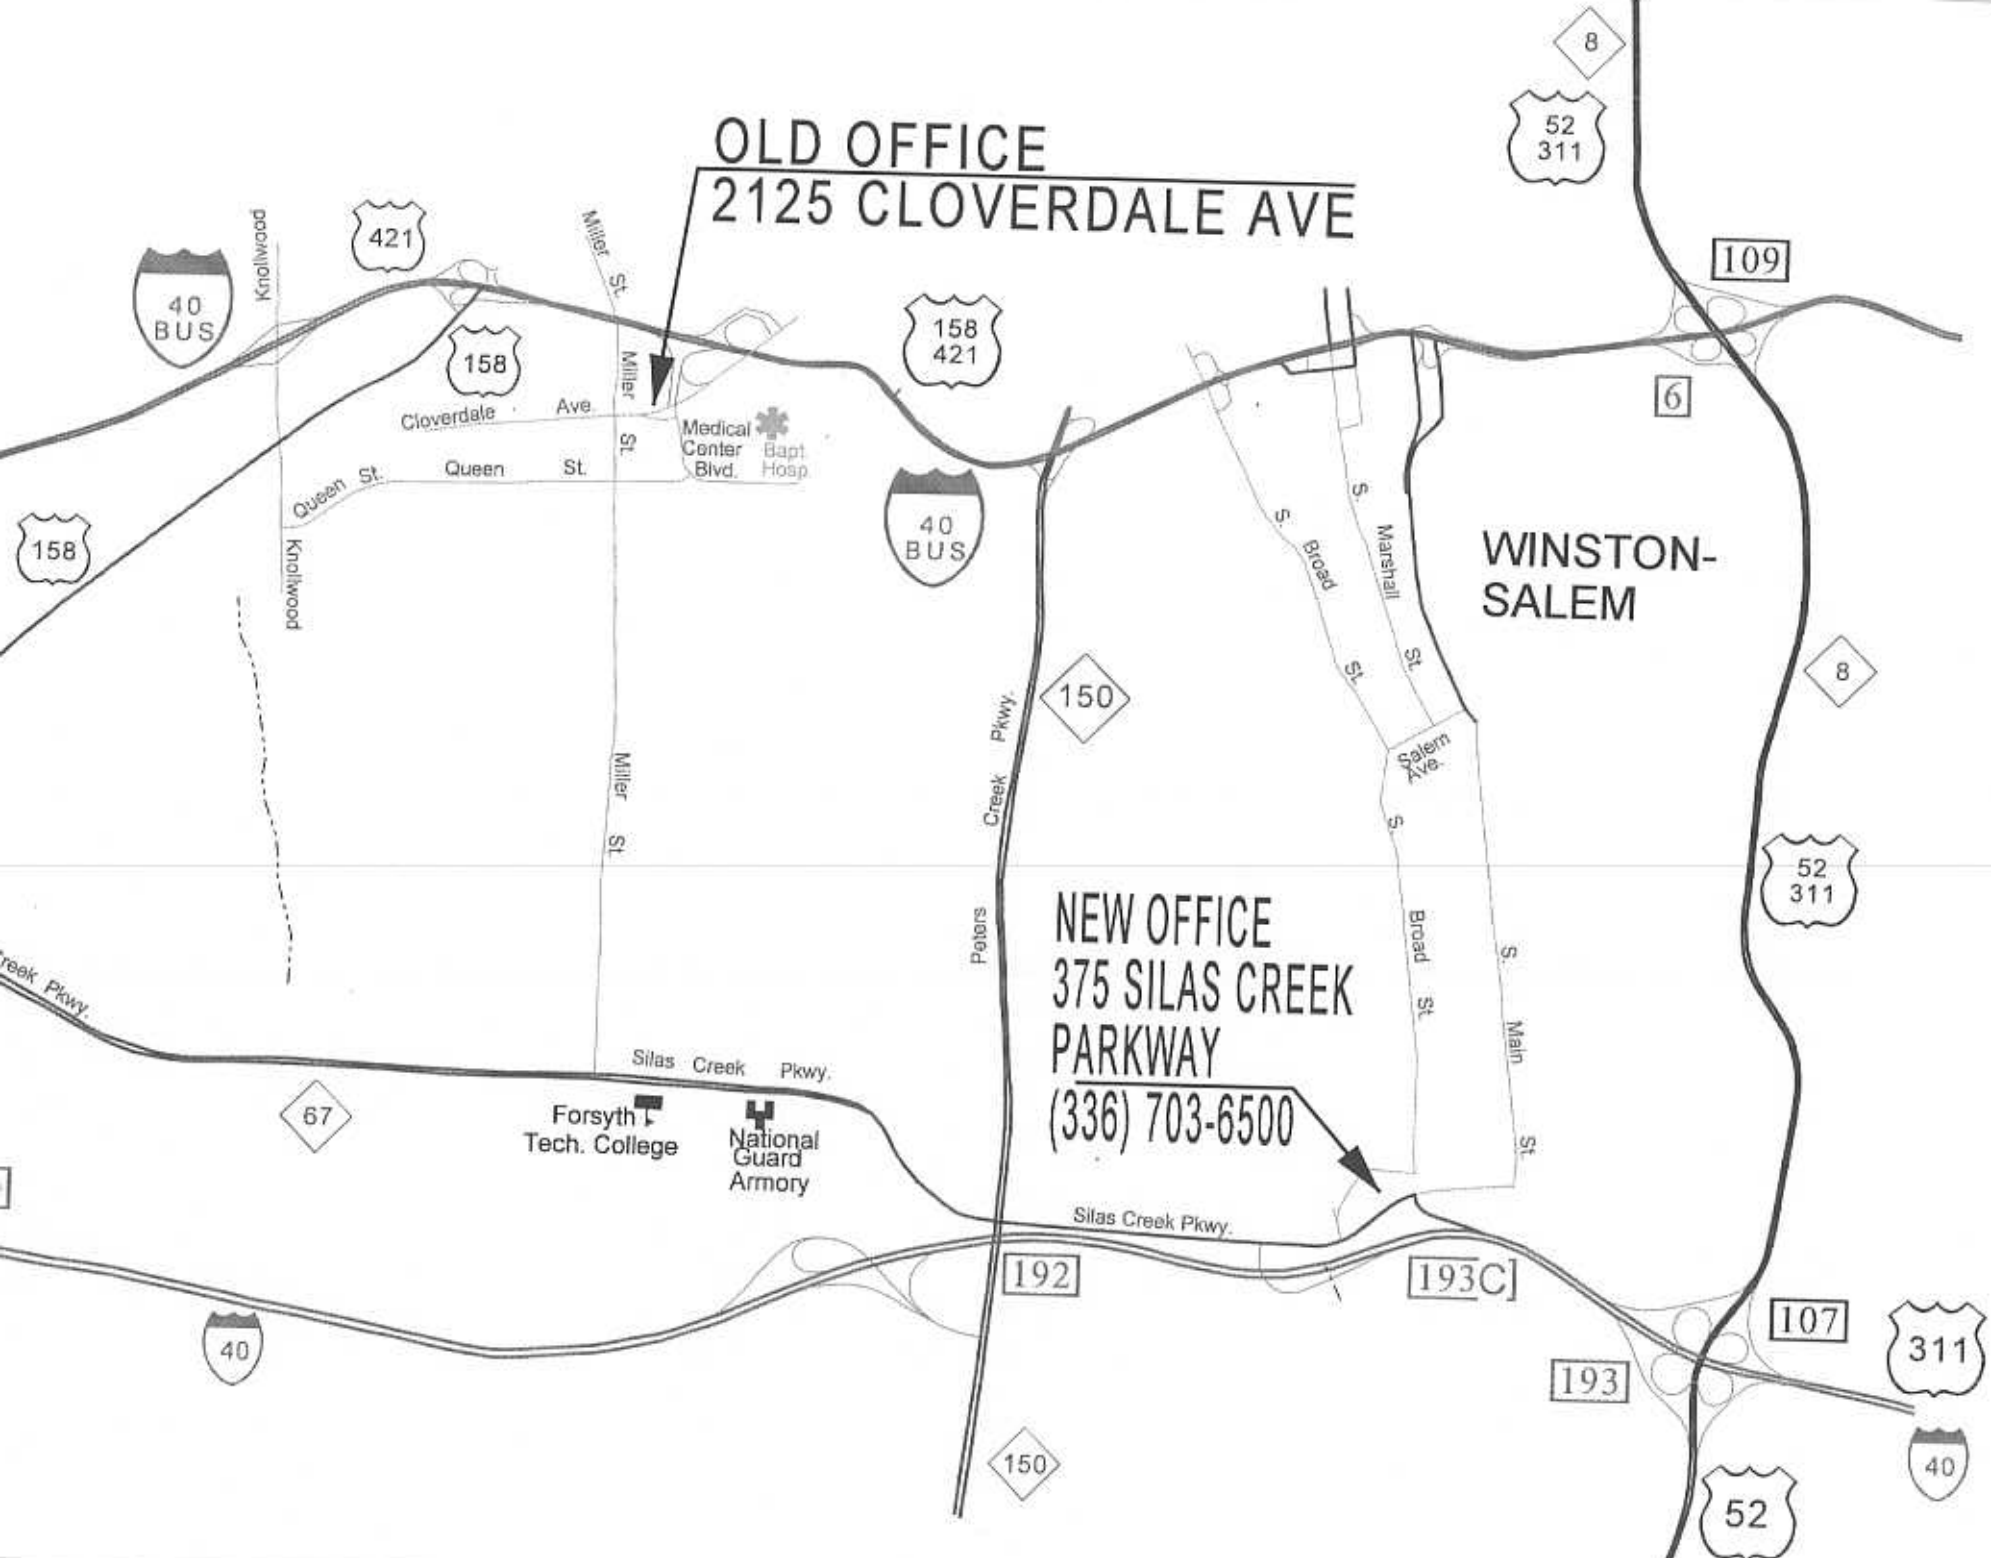 8
52
311
OLD OFFICE
2125 CLOVERDALE AVE
109
421
Knollwood
Miller St.
40
BUS
158
421
158
Miller St.
6
Cloverdale Ave.
Medical
Center
Blvd.
Bapt.
Hosp.
Queen St.
Queen St.
40
BUS
158
Knollwood
S. Broad St.
S. Marshall St.
WINSTON-
SALEM
8
150
Peters Creek Pkwy.
Salem
Ave.
Miller St.
52
311
S. Broad St.
S. Main St.
NEW OFFICE
375 SILAS CREEK
PARKWAY
(336) 703-6500
reek Pkwy.
Silas Creek Pkwy.
67
Forsyth
Tech. College
National
Guard
Armory
Silas Creek Pkwy.
192
193C]
107
311
40
193
150
40
52